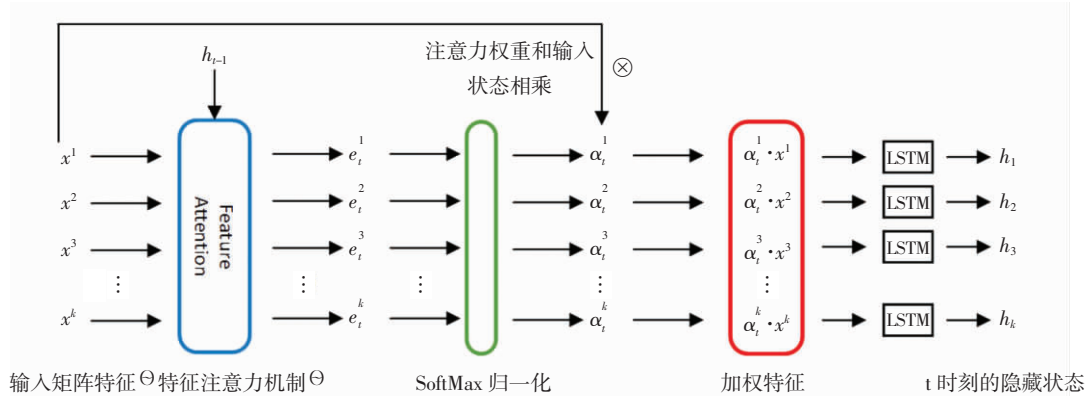 h_{t-1}
注意力权重和输入
状态相乘
⊗
x^1 e_t^1 α_t^1 α_t^1·x^1 LSTM h_1
x^2 e_t^2 α_t^2 α_t^2·x^2 LSTM h_2
x^3 e_t^3 α_t^3 α_t^3·x^3 LSTM h_3
Feature
Attention
⋮ ⋮ ⋮ ⋮ ⋮
x^k e_t^k α_t^k α_t^k·x^k LSTM h_k
输入矩阵特征 特征注意力机制 SoftMax 归一化 加权特征 t 时刻的隐藏状态